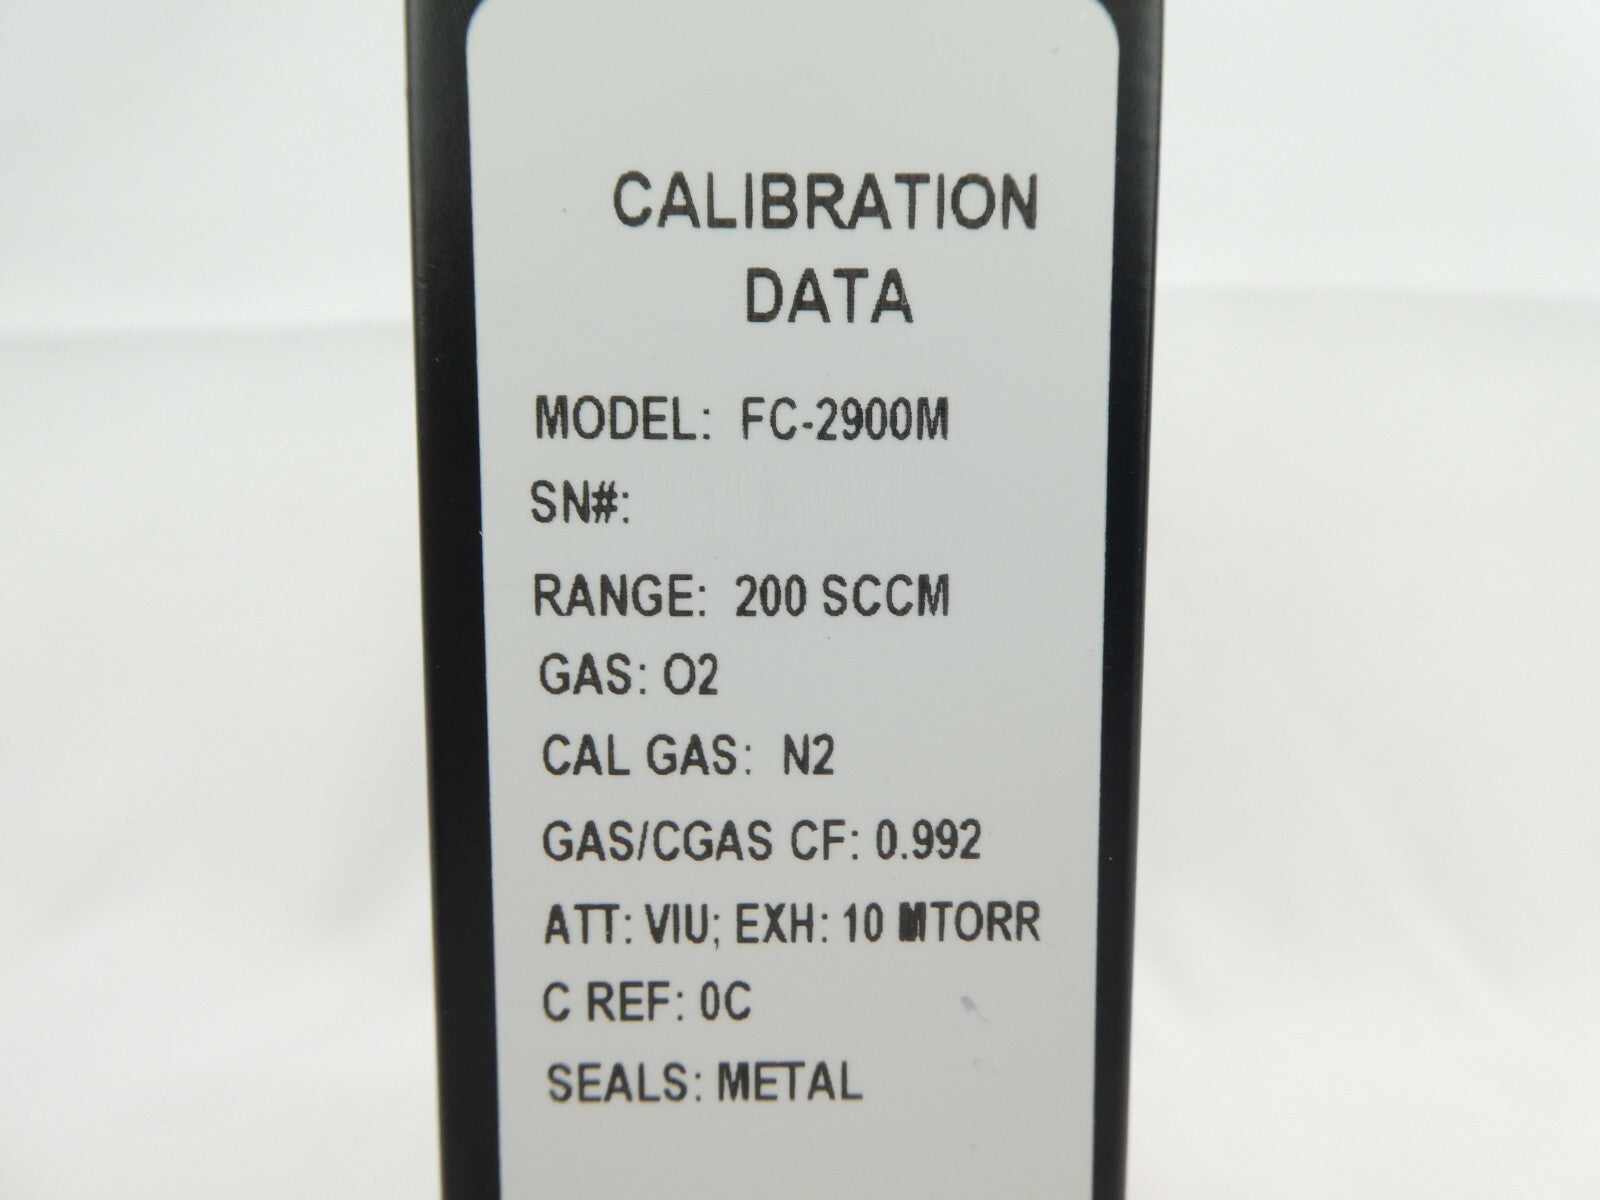 CALIBRATION
DATA
MODEL: FC-2900M
SN#:
RANGE: 200 SCCM
GAS: O2
CAL GAS: N2
GAS/CGAS CF: 0.992
ATT: VIU; EXH: 10 MTORR
C REF: 0C
SEALS: METAL